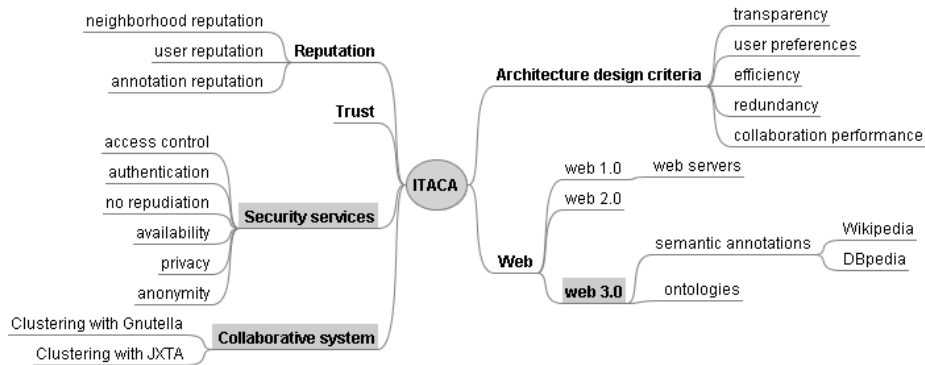 neighborhood reputation
user reputation
annotation reputation
Reputation
Trust
access control
authentication
no repudiation
availability
privacy
anonymity
Security services
Clustering with Gnutella
Clustering with JXTA
Collaborative system
ITACA
Architecture design criteria
transparency
user preferences
efficiency
redundancy
collaboration performance
Web
web 1.0
web servers
web 2.0
web 3.0
semantic annotations
Wikipedia
DBpedia
ontologies